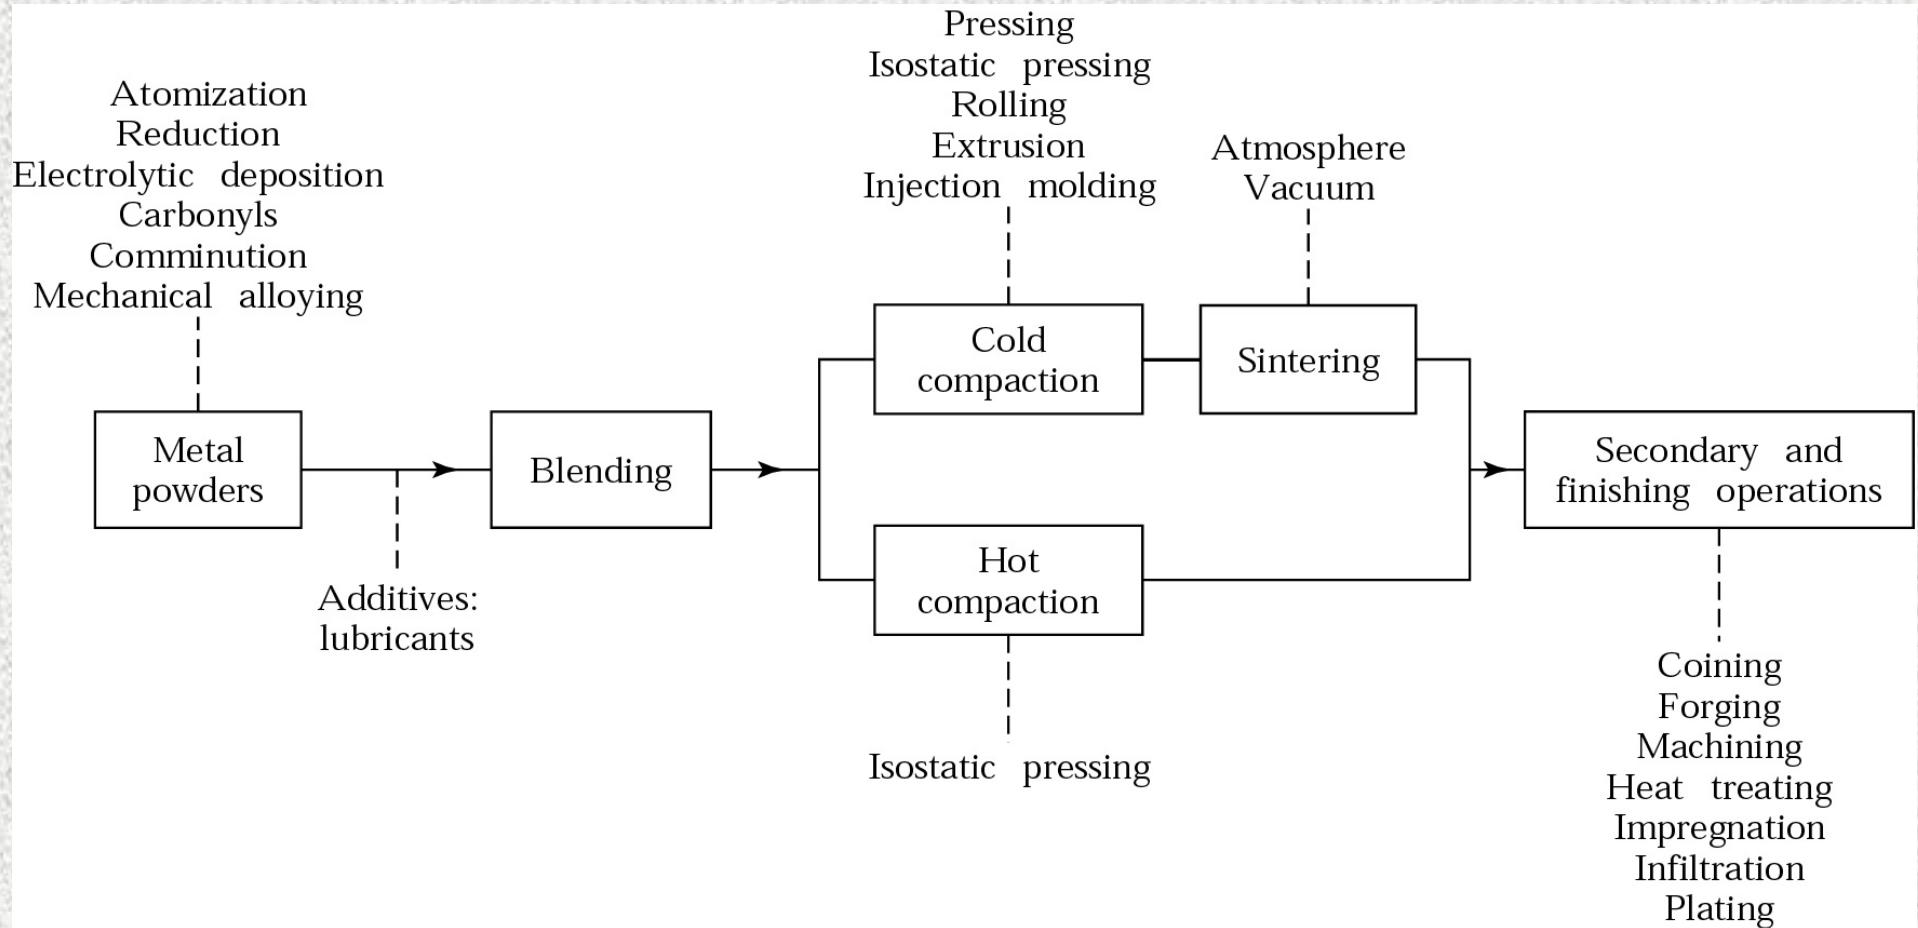 Atomization
Reduction
Electrolytic deposition
Carbonyls
Comminution
Mechanical alloying
Metal
powders
Additives:
lubricants
Blending
Pressing
Isostatic pressing
Rolling
Extrusion
Injection molding
Cold
compaction
Atmosphere
Vacuum
Sintering
Hot
compaction
Isostatic pressing
Secondary and
finishing operations
Coining
Forging
Machining
Heat treating
Impregnation
Infiltration
Plating